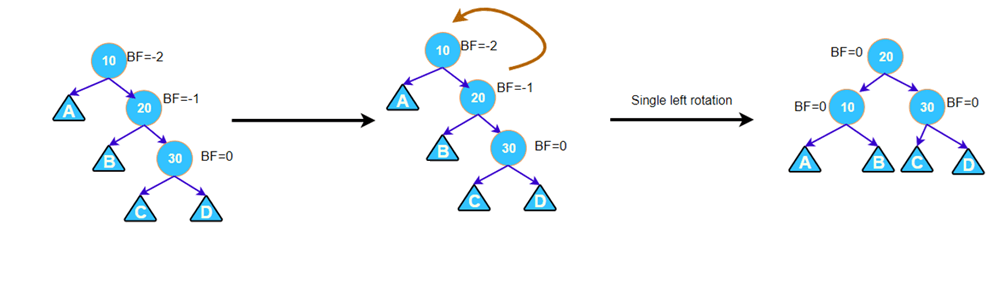 10 BF=-2
A 20 BF=-1
B 30 BF=0
C D
10 BF=-2
A 20 BF=-1
B 30 BF=0
C D
Single left rotation
BF=0 20
BF=0 10 30 BF=0
A B C D